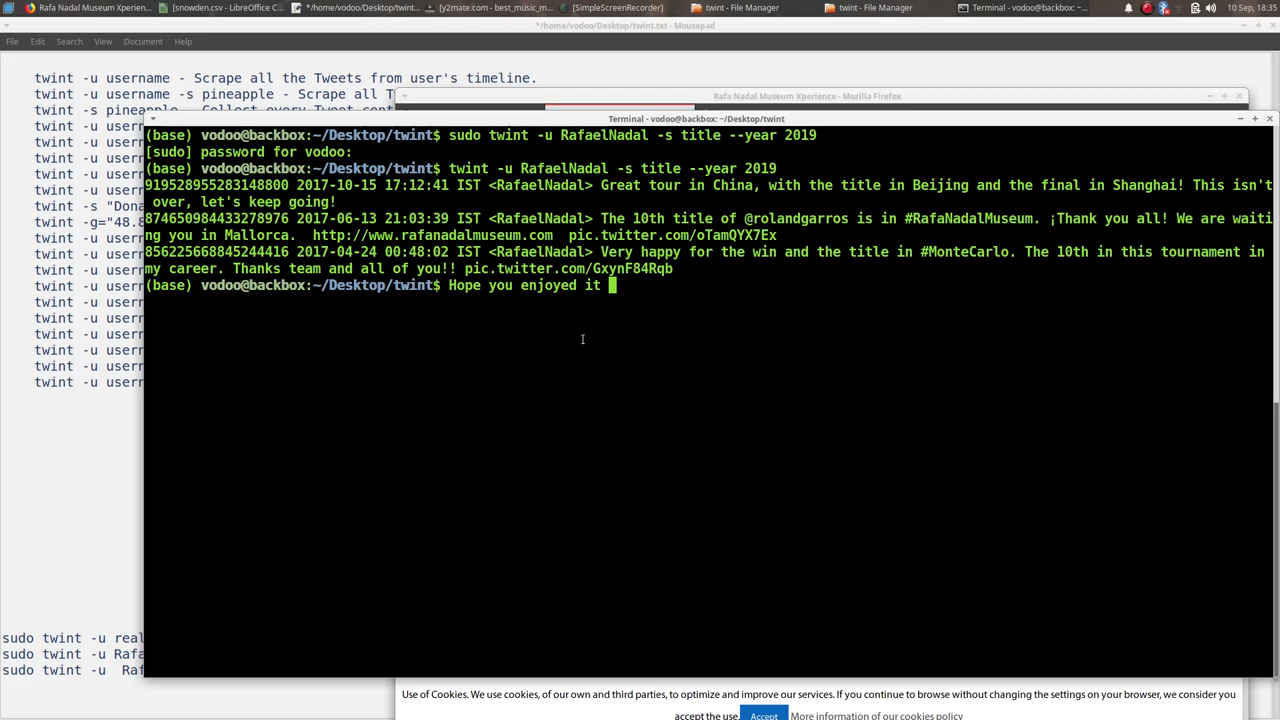 Rafa Nadal Museum Xperien...
[snowden.csv - LibreOffice C...
*/home/vodoo/Desktop/twint...
[y2mate.com - best_music_m...
[SimpleScreenRecorder]
twint - File Manager
twint - File Manager
Terminal - vodoo@backbox: ~...
10 Sep, 18:35
*/home/vodoo/Desktop/twint.txt - Mousepad
File Edit Search View Document Help
twint -u username - Scrape all the Tweets from user's timeline.
twint -u username -s pineapple - Scrape all T
twint -s pineapple - Collect every Tweet cont
Rafa Nadal Museum Xperience - Mozilla Firefox
twint -u usern
twint -u usern
twint -u usern
twint -u usern
twint -u usern
twint -s "Dona
twint -g="48.8
twint -u usern
twint -u usern
twint -u usern
twint -u usern
twint -u usern
twint -u usern
twint -u usern
twint -u usern
twint -u usern
twint -u usern
Terminal - vodoo@backbox: ~/Desktop/twint
(base) vodoo@backbox:~/Desktop/twint$ sudo twint -u RafaelNadal -s title --year 2019
[sudo] password for vodoo:
(base) vodoo@backbox:~/Desktop/twint$ twint -u RafaelNadal -s title --year 2019
919528955283148800 2017-10-15 17:12:41 IST <RafaelNadal> Great tour in China, with the title in Beijing and the final in Shanghai! This isn't
over, let's keep going!
874650984433278976 2017-06-13 21:03:39 IST <RafaelNadal> The 10th title of @rolandgarros is in #RafaNadalMuseum. ¡Thank you all! We are waiti
ng you in Mallorca.  http://www.rafanadalmuseum.com  pic.twitter.com/oTamQYX7Ex
856225668845244416 2017-04-24 00:48:02 IST <RafaelNadal> Very happy for the win and the title in #MonteCarlo. The 10th in this tournament in
my career. Thanks team and all of you!! pic.twitter.com/GxynF84Rqb
(base) vodoo@backbox:~/Desktop/twint$ Hope you enjoyed it
sudo twint -u real
sudo twint -u Rafa
sudo twint -u  Raf
Use of Cookies. We use cookies, of our own and third parties, to optimize and improve our services. If you continue to browse without changing the settings on your browser, we consider you
accept the use. Accept More information of our cookies policy